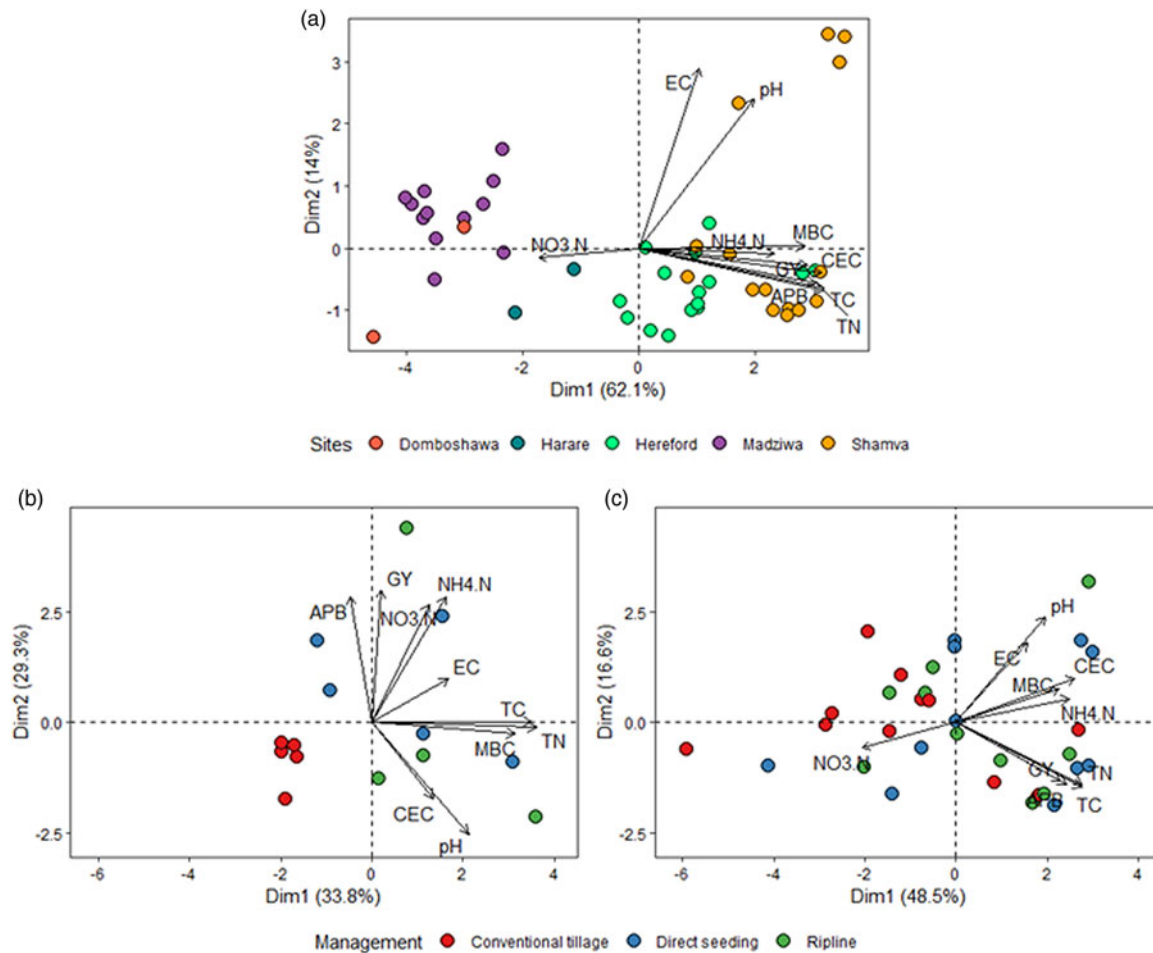 (a)
Dim2 (14%)
3
2
1
0
-1
EC
pH
NO3.N
NH4.N
MBC
GY
CEC
APB
TC
TN
-4
-2
0
2
Dim1 (62.1%)
Sites Domboshawa Harare Hereford Madziwa Shamva
(b)
Dim2 (29.3%)
2.5
0.0
-2.5
APB
GY
NH4.N
NO3.N
EC
TC
TN
MBC
CEC
pH
-6
-4
-2
0
2
4
Dim1 (33.8%)
(c)
Dim2 (16.6%)
2.5
0.0
-2.5
pH
EC
CEC
MBC
NH4.N
NO3.N
GY
TN
TC
-6
-4
-2
0
2
4
Dim1 (48.5%)
Management Conventional tillage Direct seeding Ripline